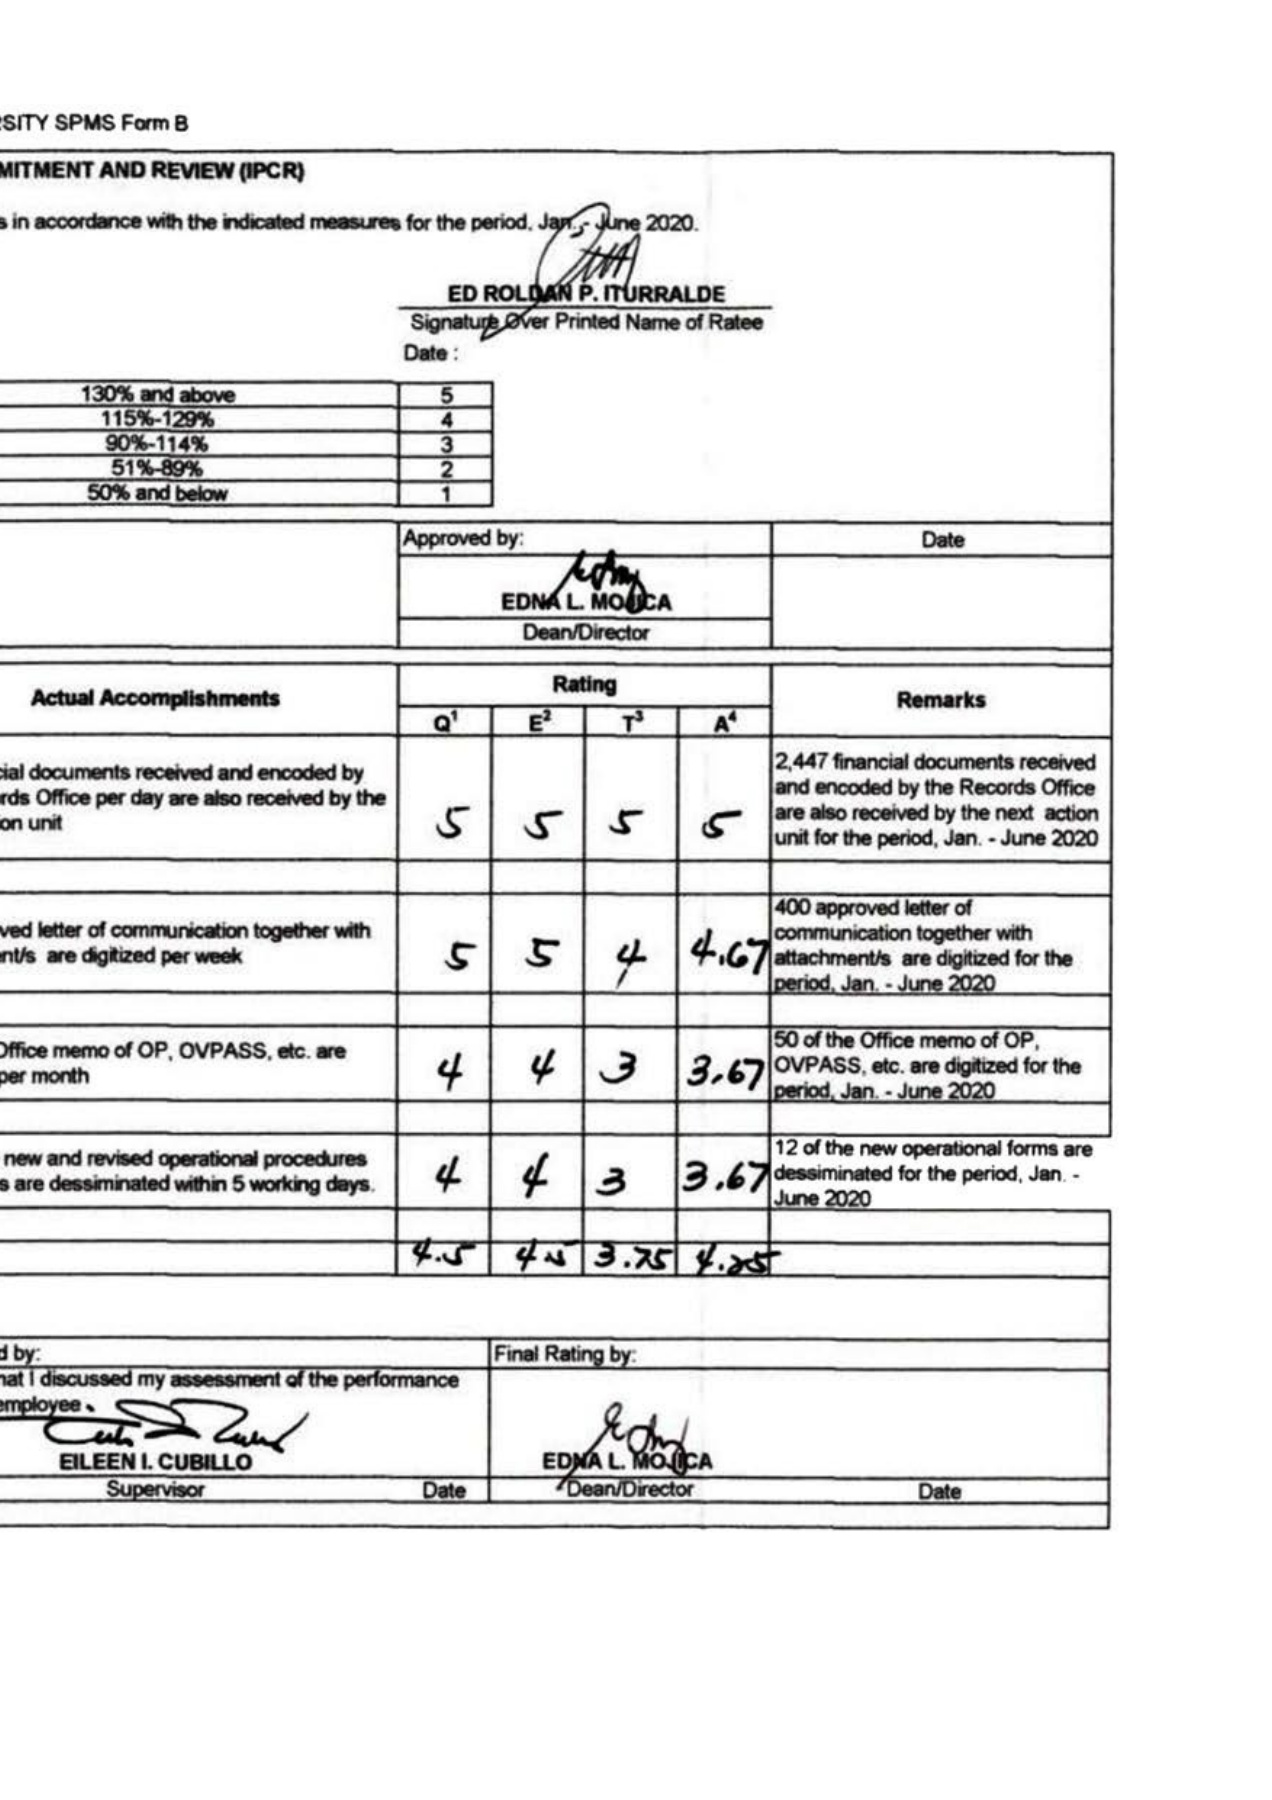 RSITY SPMS Form B
MITMENT AND REVIEW (IPCR)
s in accordance with the indicated measures for the period, Jan. - June 2020.
ED ROLDAN P. ITURRALDE
Signature Over Printed Name of Ratee
Date :
130% and above 5
115%-129% 4
90%-114% 3
51%-89% 2
50% and below 1
Approved by: Date
EDNA L. MOJICA
Dean/Director
Actual Accomplishments Rating Remarks
Q¹ E² T³ A⁴
cial documents received and encoded by
rds Office per day are also received by the
on unit
5 5 5 5
2,447 financial documents received
and encoded by the Records Office
are also received by the next action
unit for the period, Jan. - June 2020
ved letter of communication together with
nt/s are digitized per week
5 5 4 4.67
400 approved letter of
communication together with
attachment/s are digitized for the
period, Jan. - June 2020
Office memo of OP, OVPASS, etc. are
per month
4 4 3 3.67
50 of the Office memo of OP,
OVPASS, etc. are digitized for the
period, Jan. - June 2020
new and revised operational procedures
s are dessiminated within 5 working days.
4 4 3 3.67
12 of the new operational forms are
dessiminated for the period, Jan. -
June 2020
4.5 4.5 3.75 4.25
d by: Final Rating by:
hat I discussed my assessment of the performance
employee.
EILEEN I. CUBILLO
Supervisor Date
EDNA L. MOJICA
Dean/Director Date